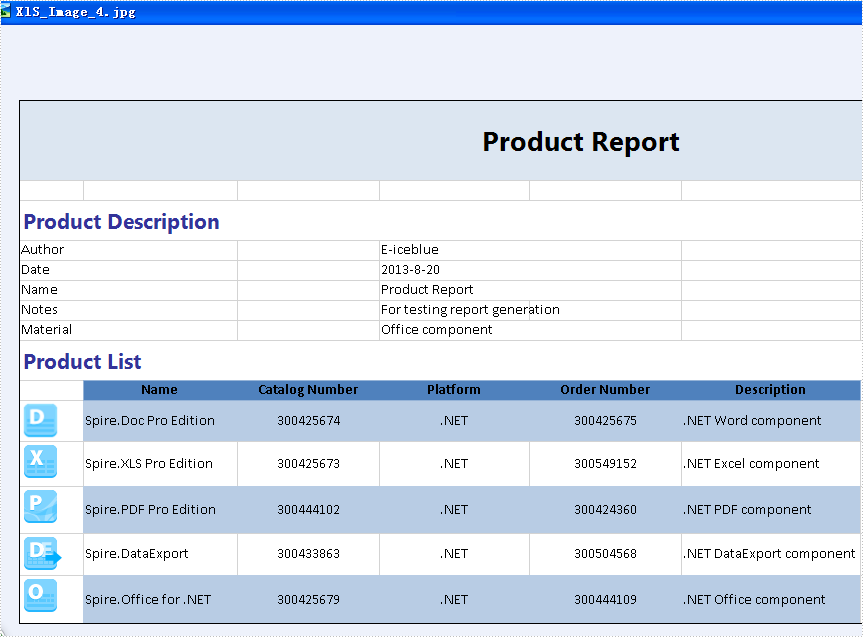 X1S_Image_4.jpg
Product Report
Product Description
Author E-iceblue
Date 2013-8-20
Name Product Report
Notes For testing report generation
Material Office component
Product List
Name Catalog Number Platform Order Number Description
D Spire.Doc Pro Edition 300425674 .NET 300425675 .NET Word component
X Spire.XLS Pro Edition 300425673 .NET 300549152 .NET Excel component
P Spire.PDF Pro Edition 300444102 .NET 300424360 .NET PDF component
DE Spire.DataExport 300433863 .NET 300504568 .NET DataExport component
O Spire.Office for .NET 300425679 .NET 300444109 .NET Office component